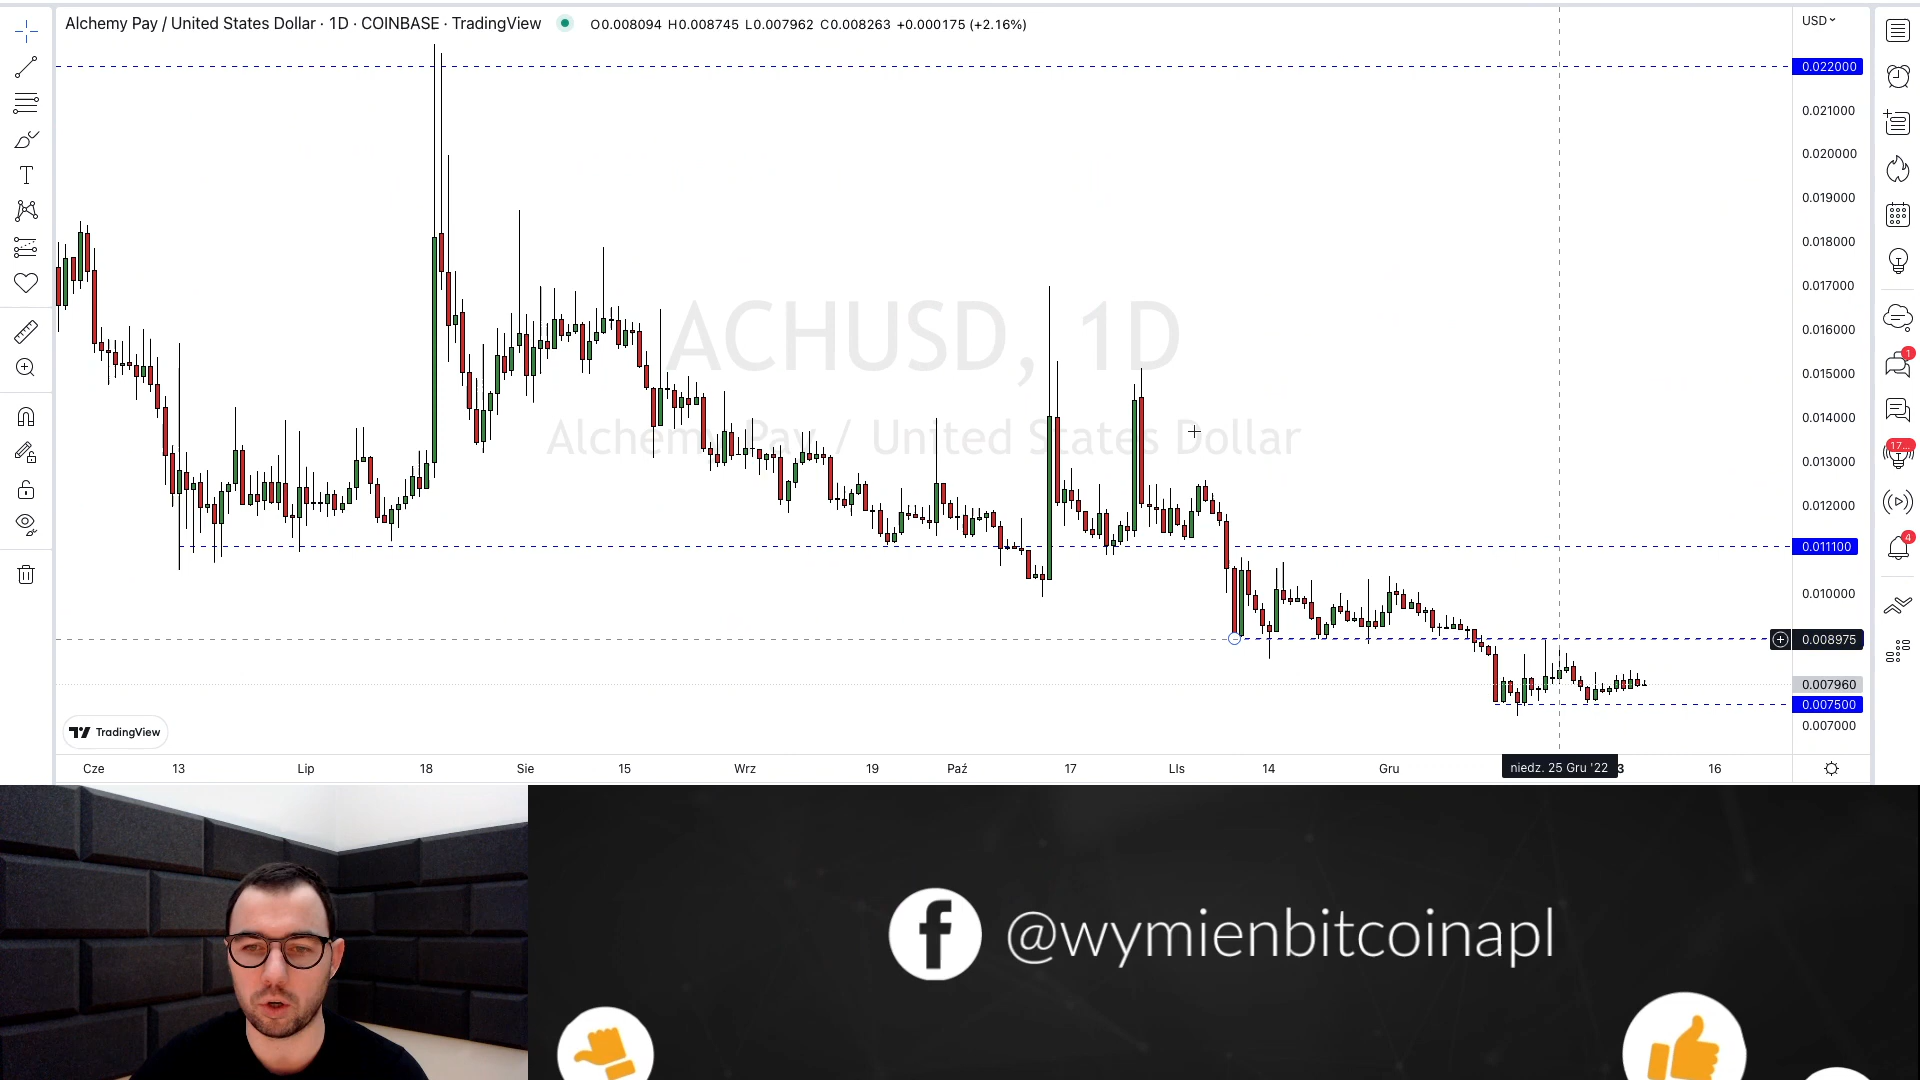 Alchemy Pay / United States Dollar · 1D · COINBASE · TradingView O0.008094 H0.008745 L0.007962 C0.008263 +0.000175 (+2.16%)
USD
0.022000
0.021000
0.020000
0.019000
0.018000
0.017000
0.016000
0.015000
0.014000
0.013000
0.012000
0.011100
0.010000
0.008975
0.007960
0.007500
0.007000
ACHUSD, 1D
Alchemy Pay / United States Dollar
T
1
17...
4
TradingView
Cze 13 Lip 18 Sie 15 Wrz 19 Paź 17 LIs 14 Gru niedz. 25 Gru '22 3 16
f @wymienbitcoinapl